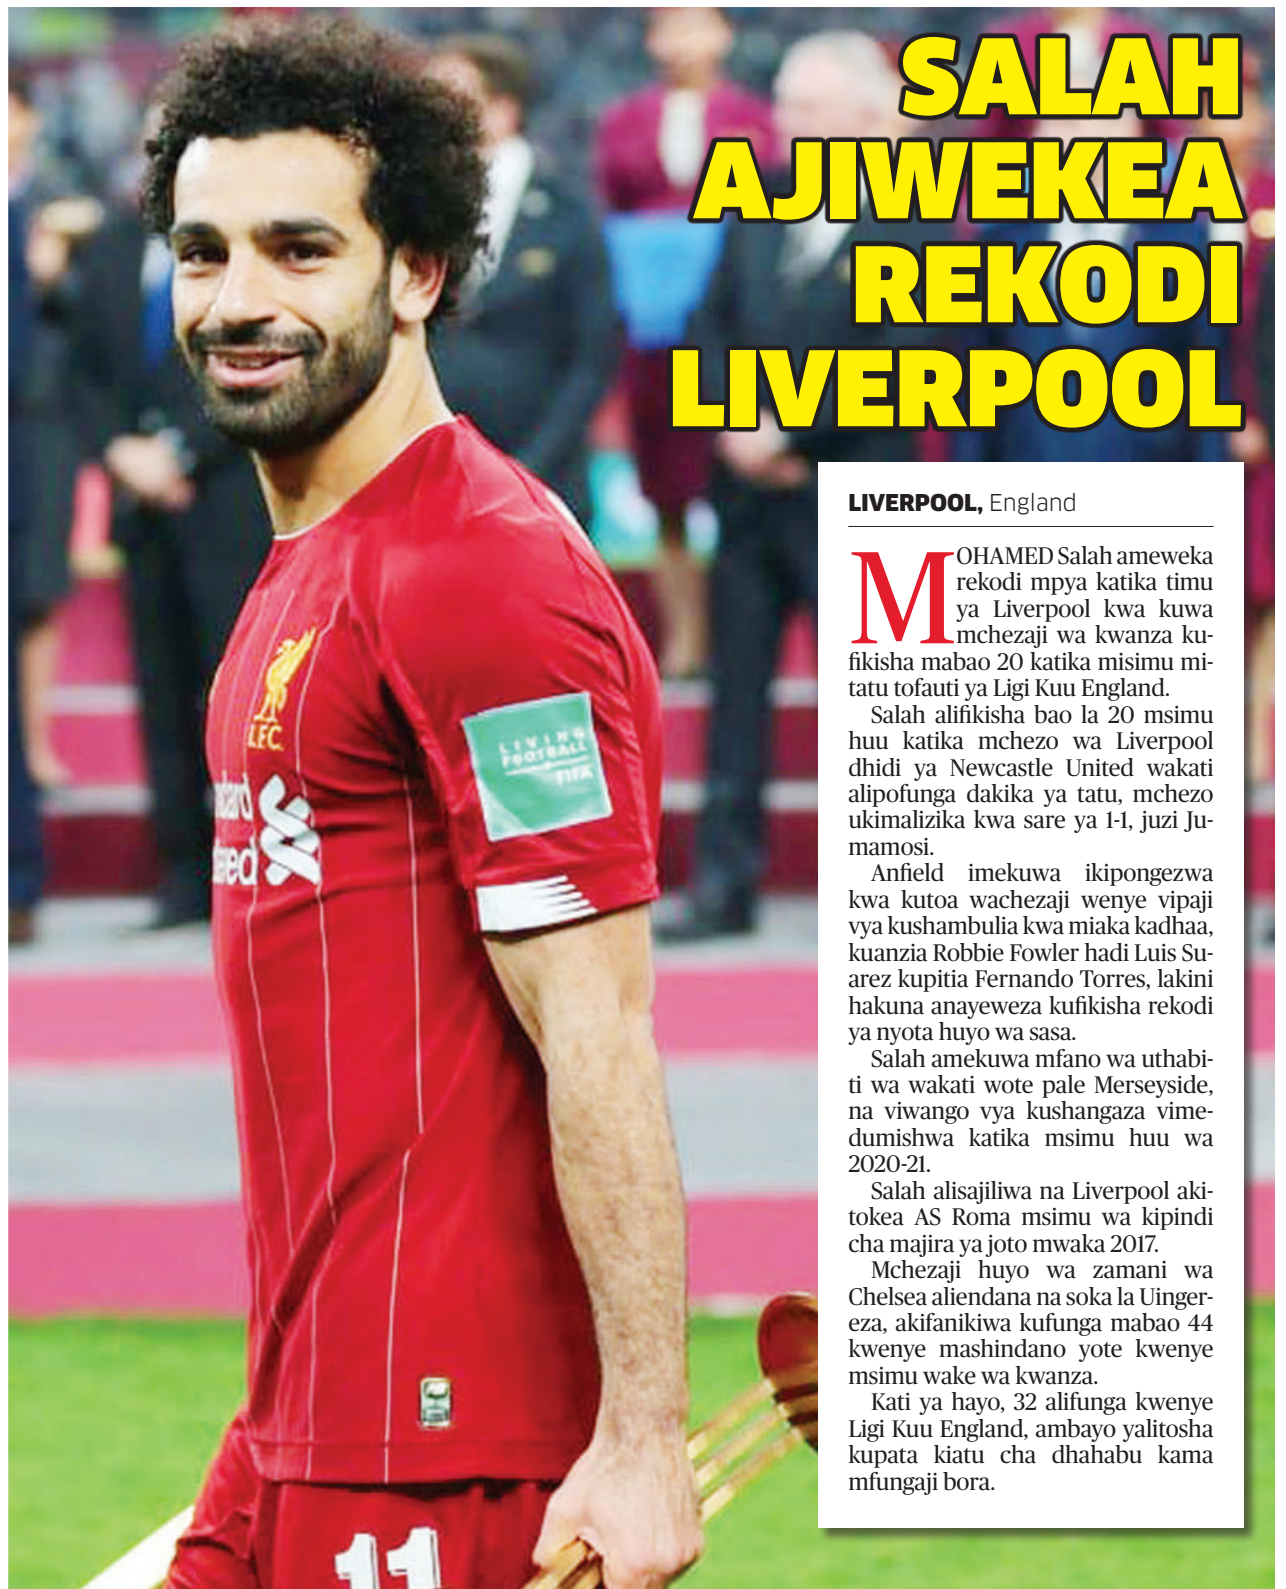 SALAH
AJIWEKEA
REKODI
LIVERPOOL
LIVERPOOL, England
MOHAMED Salah ameweka
rekodi mpya katika timu
ya Liverpool kwa kuwa
mchezaji wa kwanza ku-
fikisha mabao 20 katika misimu mi-
tatu tofauti ya Ligi Kuu England.
Salah alifikisha bao la 20 msimu
huu katika mchezo wa Liverpool
dhidi ya Newcastle United wakati
alipofunga dakika ya tatu, mchezo
ukimalizika kwa sare ya 1-1, juzi Ju-
mamosi.
Anfield imekuwa ikipongezwa
kwa kutoa wachezaji wenye vipaji
vya kushambulia kwa miaka kadhaa,
kuanzia Robbie Fowler hadi Luis Su-
arez kupitia Fernando Torres, lakini
hakuna anayeweza kufikisha rekodi
ya nyota huyo wa sasa.
Salah amekuwa mfano wa uthabi-
ti wa wakati wote pale Merseyside,
na viwango vya kushangaza vime-
dumishwa katika msimu huu wa
2020-21.
Salah alisajiliwa na Liverpool aki-
tokea AS Roma msimu wa kipindi
cha majira ya joto mwaka 2017.
Mchezaji huyo wa zamani wa
Chelsea aliendana na soka la Uinger-
eza, akifanikiwa kufunga mabao 44
kwenye mashindano yote kwenye
msimu wake wa kwanza.
Kati ya hayo, 32 alifunga kwenye
Ligi Kuu England, ambayo yalitosha
kupata kiatu cha dhahabu kama
mfungaji bora.
L.F.C.
LIVING
FOOTBALL
FIFA
11